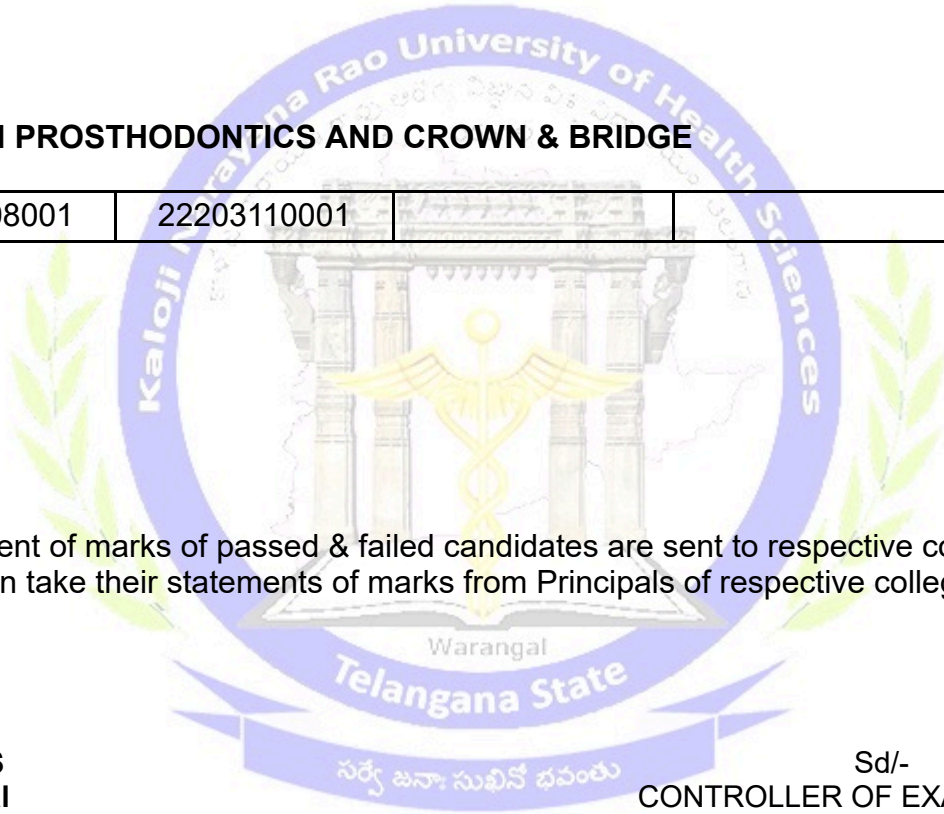 Kaloji Narayana Rao University of Health Sciences
PROSTHODONTICS AND CROWN & BRIDGE
8001 22203110001
ent of marks of passed & failed candidates are sent to respective co
n take their statements of marks from Principals of respective colleg
Warangal
Telangana State
Sd/-
సర్వే జనాః సుఖినో భవంతు
CONTROLLER OF EXA